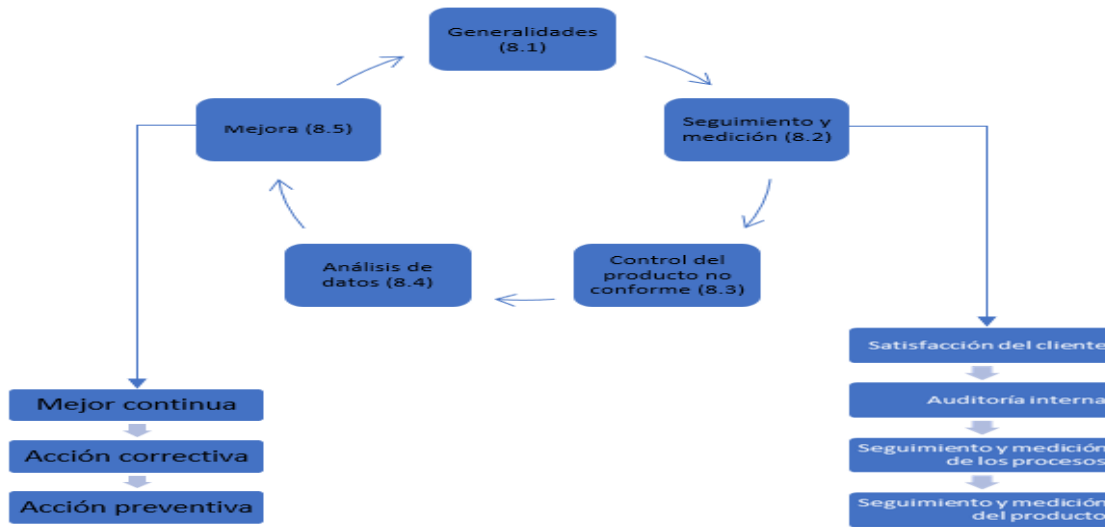 Generalidades
(8.1)
Mejora (8.5)
Seguimiento y
medición (8.2)
Análisis de
datos (8.4)
Control del
producto no
conforme (8.3)
Mejor continua
Acción correctiva
Acción preventiva
Satisfacción del cliente
Auditoría interna
Seguimiento y medición
de los procesos
Seguimiento y medición
del producto